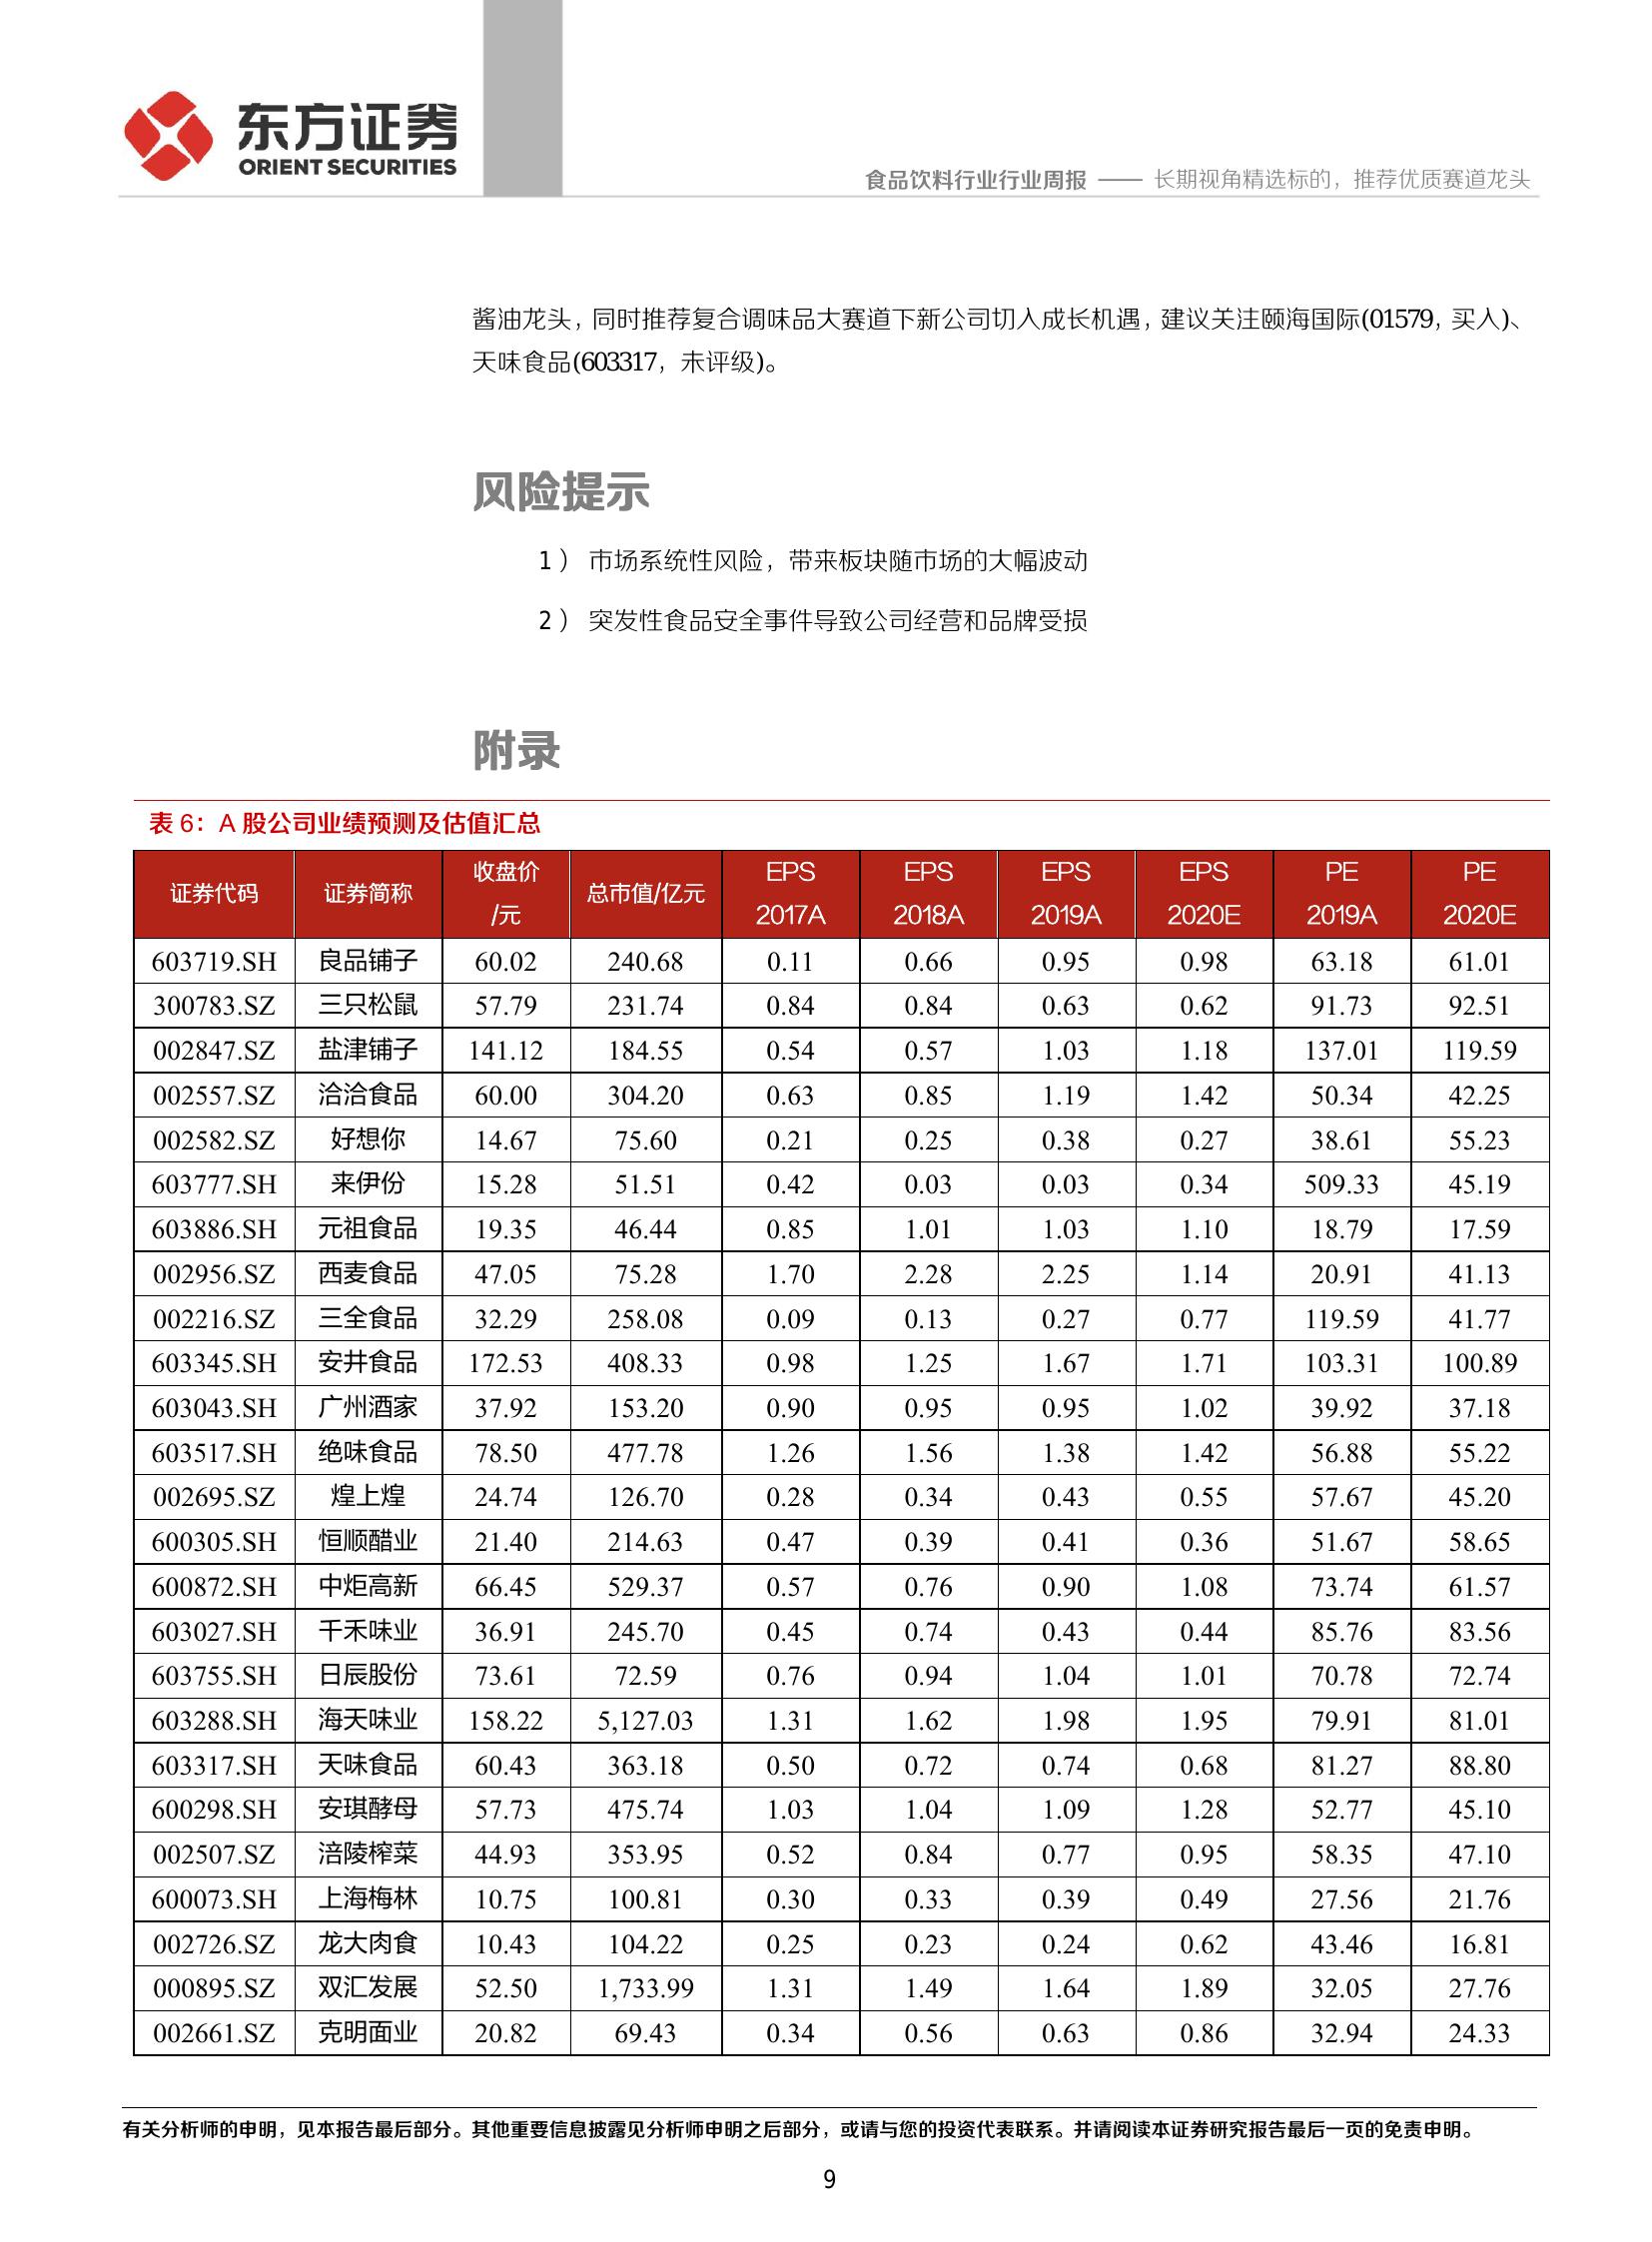 东方证券
ORIENT SECURITIES
食品饮料行业行业周报 —— 长期视角精选标的，推荐优质赛道龙头
酱油龙头，同时推荐复合调味品大赛道下新公司切入成长机遇，建议关注颐海国际(01579，买入)、
天味食品(603317，未评级)。
风险提示
1） 市场系统性风险，带来板块随市场的大幅波动
2） 突发性食品安全事件导致公司经营和品牌受损
附录
表 6：A 股公司业绩预测及估值汇总
证券代码 证券简称 收盘价/元 总市值/亿元 EPS 2017A EPS 2018A EPS 2019A EPS 2020E PE 2019A PE 2020E
603719.SH 良品铺子 60.02 240.68 0.11 0.66 0.95 0.98 63.18 61.01
300783.SZ 三只松鼠 57.79 231.74 0.84 0.84 0.63 0.62 91.73 92.51
002847.SZ 盐津铺子 141.12 184.55 0.54 0.57 1.03 1.18 137.01 119.59
002557.SZ 洽洽食品 60.00 304.20 0.63 0.85 1.19 1.42 50.34 42.25
002582.SZ 好想你 14.67 75.60 0.21 0.25 0.38 0.27 38.61 55.23
603777.SH 来伊份 15.28 51.51 0.42 0.03 0.03 0.34 509.33 45.19
603886.SH 元祖食品 19.35 46.44 0.85 1.01 1.03 1.10 18.79 17.59
002956.SZ 西麦食品 47.05 75.28 1.70 2.28 2.25 1.14 20.91 41.13
002216.SZ 三全食品 32.29 258.08 0.09 0.13 0.27 0.77 119.59 41.77
603345.SH 安井食品 172.53 408.33 0.98 1.25 1.67 1.71 103.31 100.89
603043.SH 广州酒家 37.92 153.20 0.90 0.95 0.95 1.02 39.92 37.18
603517.SH 绝味食品 78.50 477.78 1.26 1.56 1.38 1.42 56.88 55.22
002695.SZ 煌上煌 24.74 126.70 0.28 0.34 0.43 0.55 57.67 45.20
600305.SH 恒顺醋业 21.40 214.63 0.47 0.39 0.41 0.36 51.67 58.65
600872.SH 中炬高新 66.45 529.37 0.57 0.76 0.90 1.08 73.74 61.57
603027.SH 千禾味业 36.91 245.70 0.45 0.74 0.43 0.44 85.76 83.56
603755.SH 日辰股份 73.61 72.59 0.76 0.94 1.04 1.01 70.78 72.74
603288.SH 海天味业 158.22 5,127.03 1.31 1.62 1.98 1.95 79.91 81.01
603317.SH 天味食品 60.43 363.18 0.50 0.72 0.74 0.68 81.27 88.80
600298.SH 安琪酵母 57.73 475.74 1.03 1.04 1.09 1.28 52.77 45.10
002507.SZ 涪陵榨菜 44.93 353.95 0.52 0.84 0.77 0.95 58.35 47.10
600073.SH 上海梅林 10.75 100.81 0.30 0.33 0.39 0.49 27.56 21.76
002726.SZ 龙大肉食 10.43 104.22 0.25 0.23 0.24 0.62 43.46 16.81
000895.SZ 双汇发展 52.50 1,733.99 1.31 1.49 1.64 1.89 32.05 27.76
002661.SZ 克明面业 20.82 69.43 0.34 0.56 0.63 0.86 32.94 24.33
有关分析师的申明，见本报告最后部分。其他重要信息披露见分析师申明之后部分，或请与您的投资代表联系。并请阅读本证券研究报告最后一页的免责申明。
9